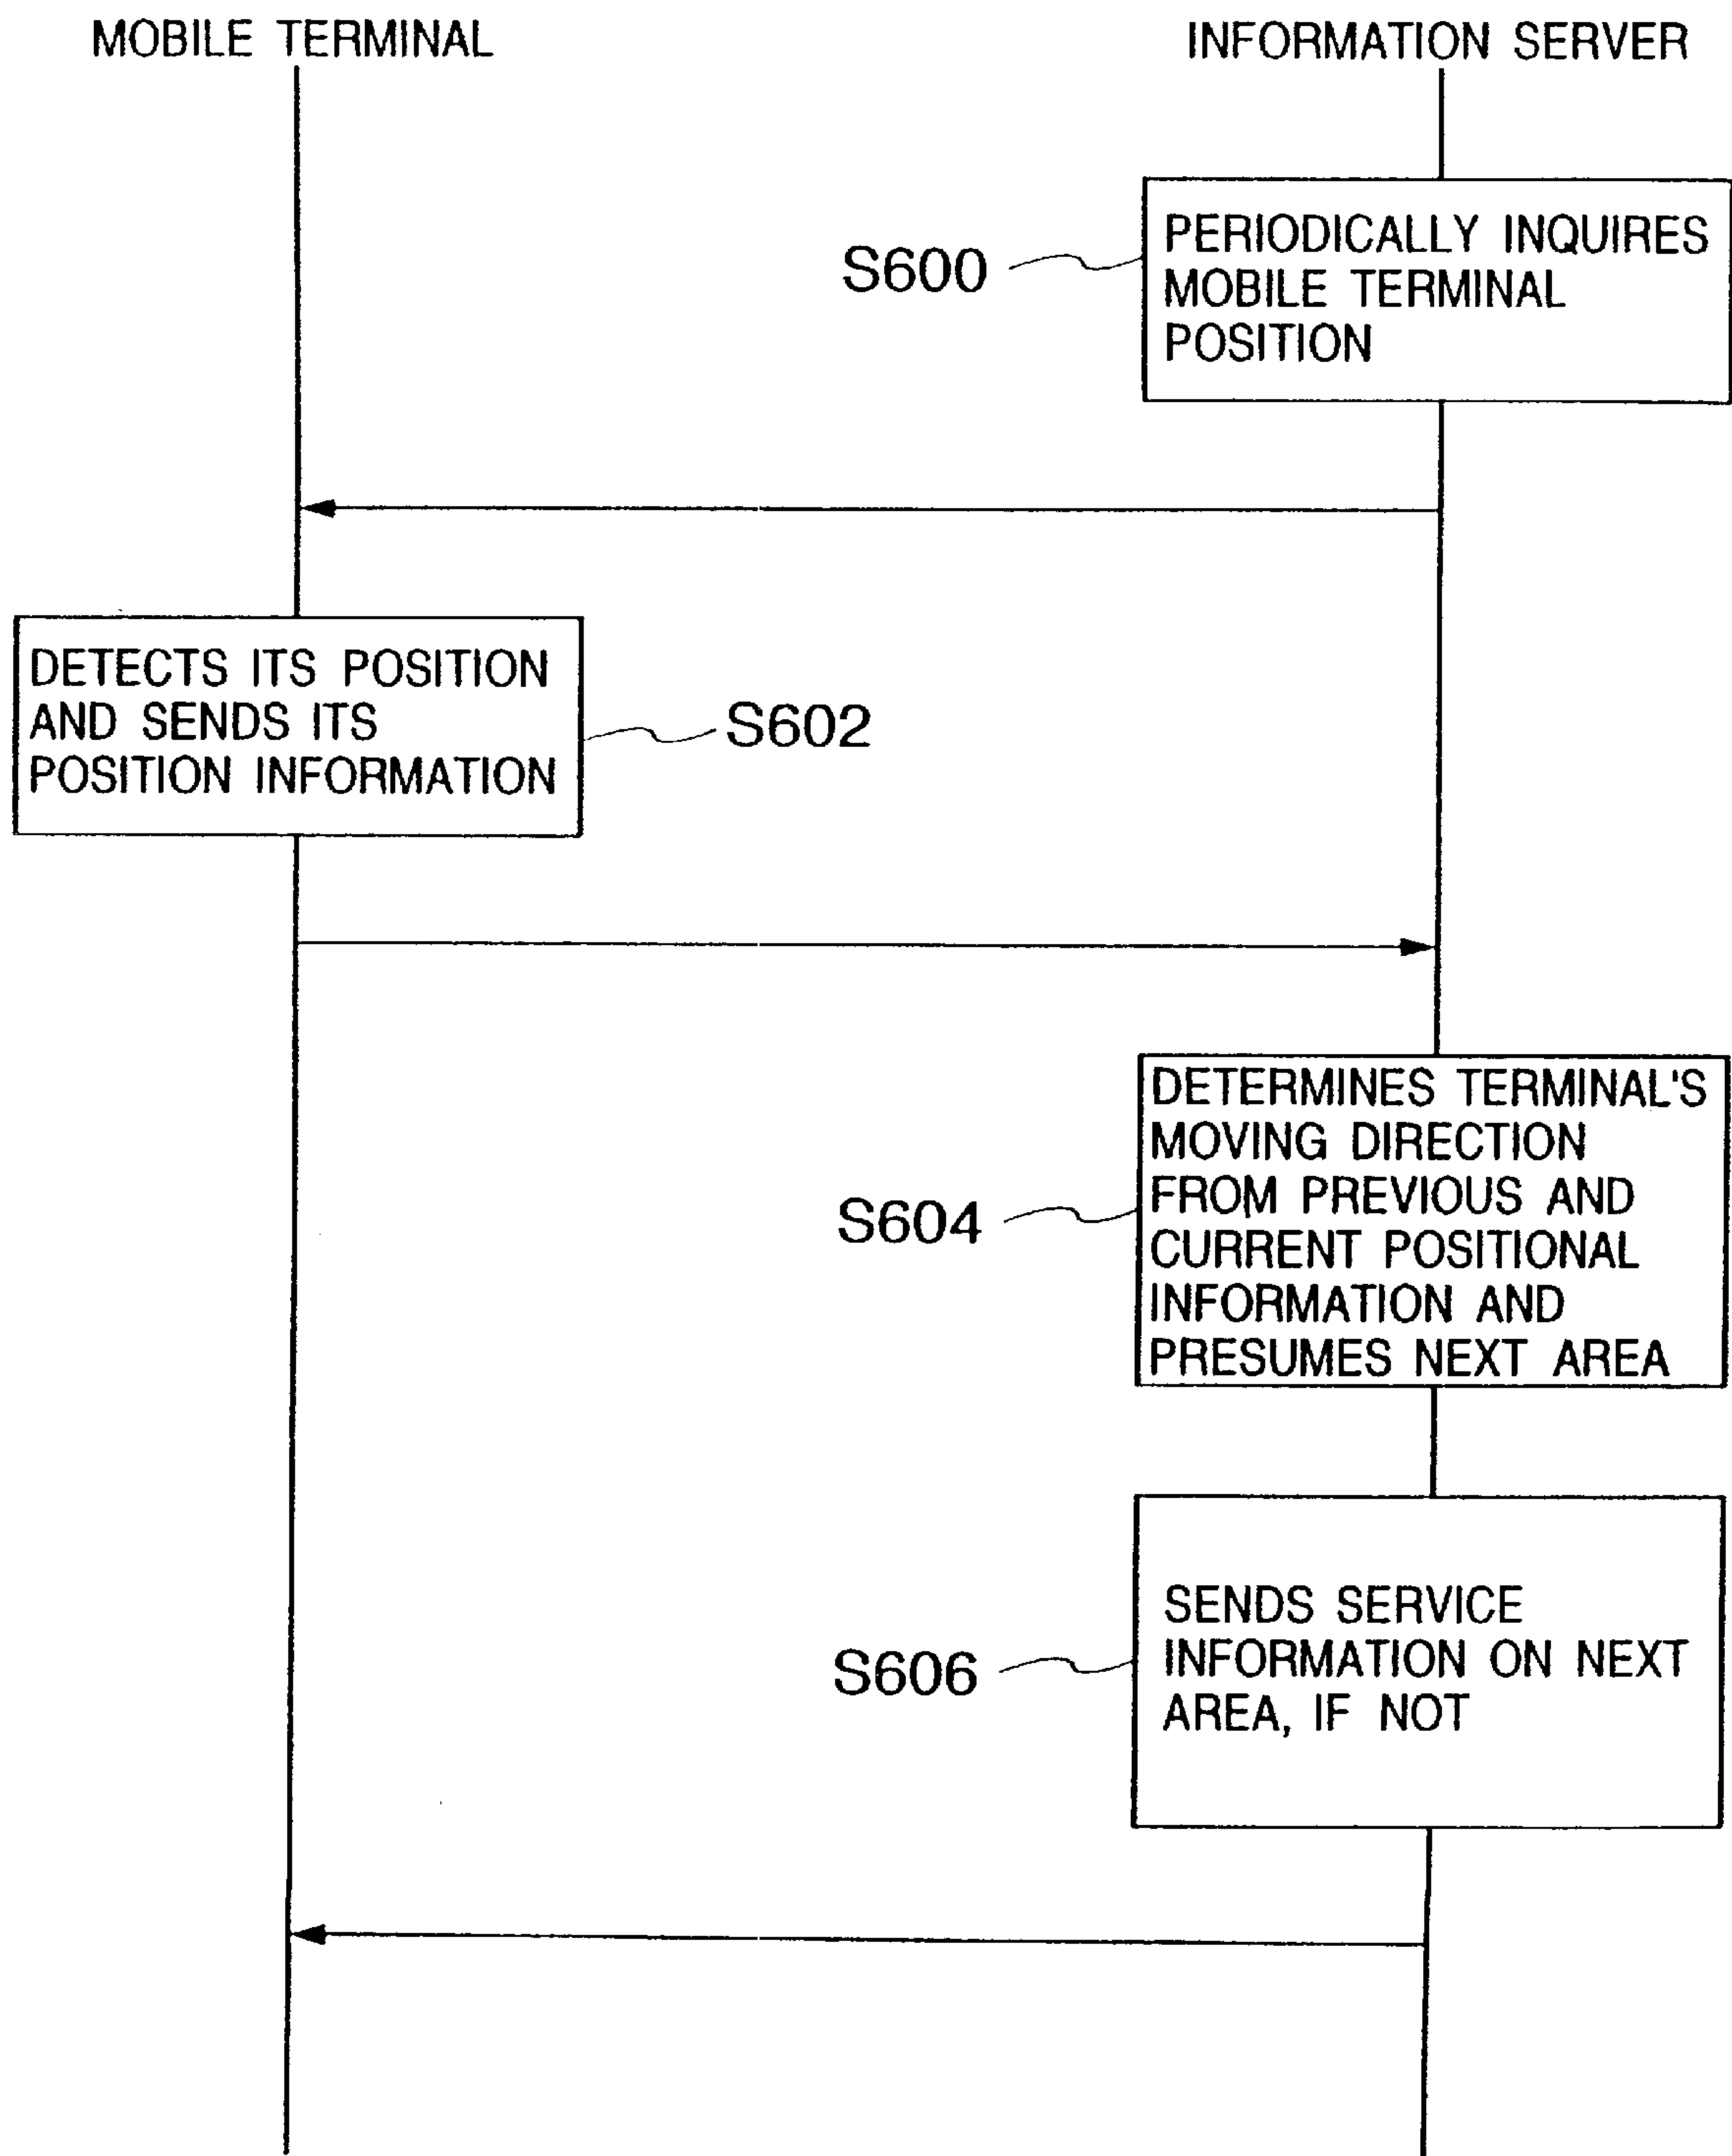 MOBILE TERMINAL
INFORMATION SERVER
S600
PERIODICALLY INQUIRES
MOBILE TERMINAL
POSITION
DETECTS ITS POSITION
AND SENDS ITS
POSITION INFORMATION
S602
S604
DETERMINES TERMINAL'S
MOVING DIRECTION
FROM PREVIOUS AND
CURRENT POSITIONAL
INFORMATION AND
PRESUMES NEXT AREA
S606
SENDS SERVICE
INFORMATION ON NEXT
AREA, IF NOT